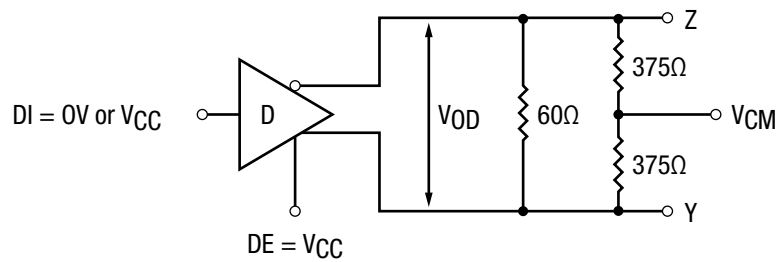 Z
375Ω
DI = 0V or VCC
D
VOD
60Ω
VCM
375Ω
Y
DE = VCC